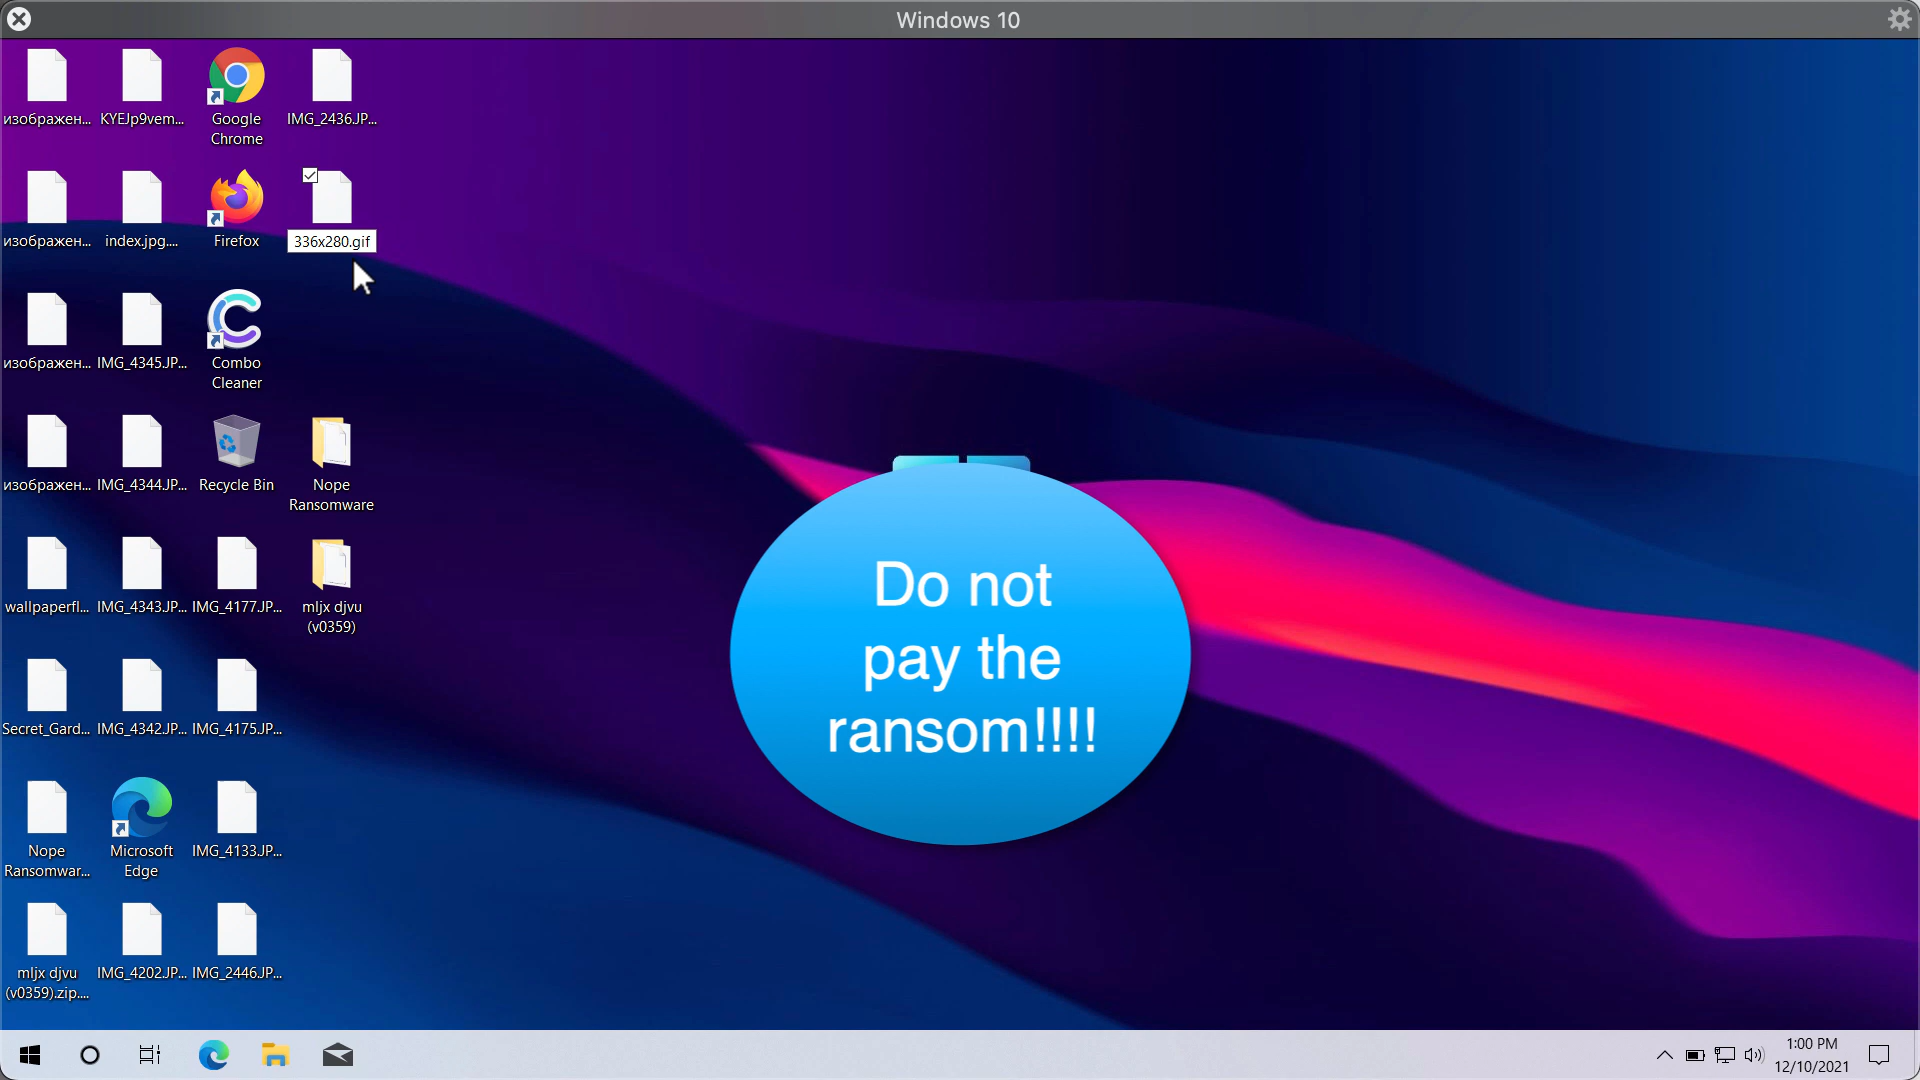 Windows 10
изображен...
KYEJp9vem...
Google
Chrome
IMG_2436.JP...
изображен...
index.jpg....
Firefox
336x280.gif
изображен...
IMG_4345.JP...
Combo
Cleaner
изображен...
IMG_4344.JP...
Recycle Bin
Nope
Ransomware
wallpaperfl...
IMG_4343.JP...
IMG_4177.JP...
mljx djvu
(v0359)
Secret_Gard...
IMG_4342.JP...
IMG_4175.JP...
Nope
Ransomwar...
Microsoft
Edge
IMG_4133.JP...
mljx djvu
(v0359).zip....
IMG_4202.JP...
IMG_2446.JP...
Do not
pay the
ransom!!!!
1:00 PM
12/10/2021